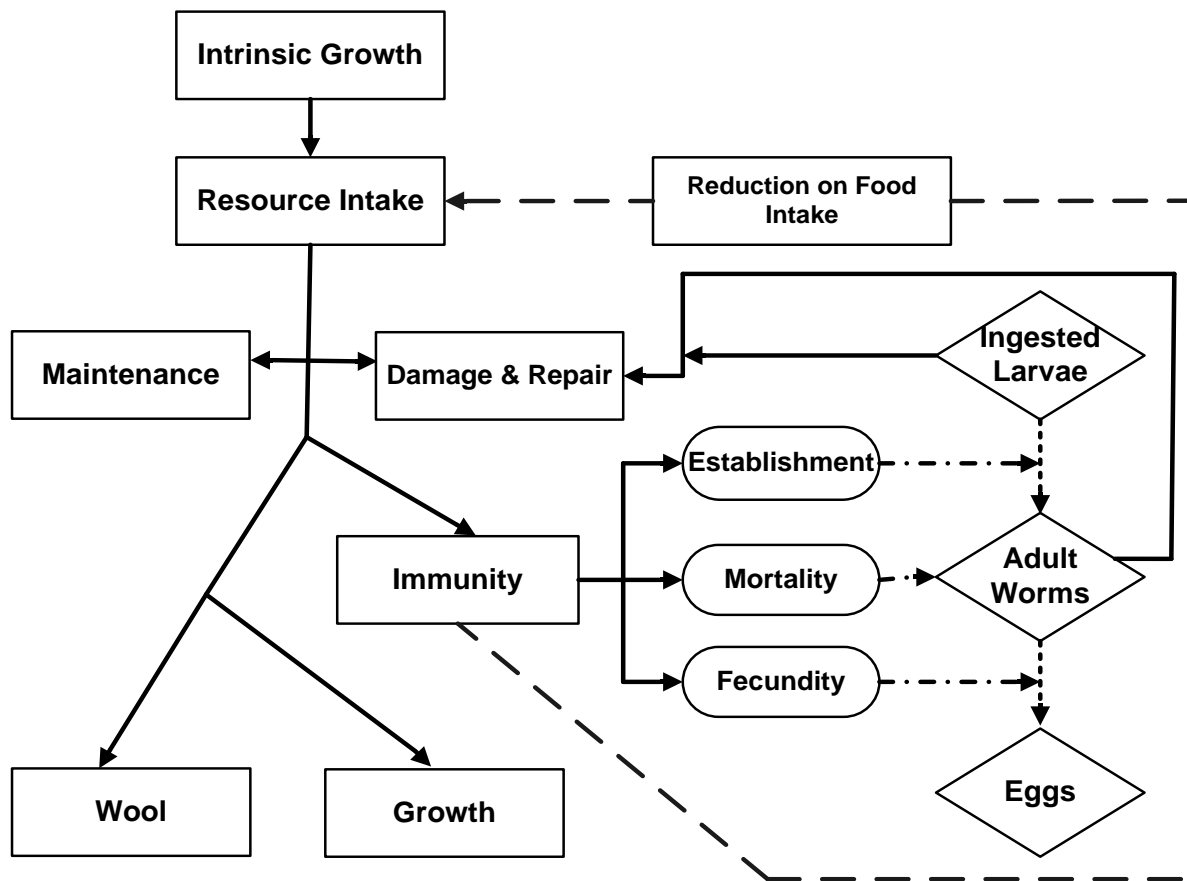 Intrinsic Growth
Resource Intake
Reduction on Food
Intake
Maintenance
Damage & Repair
Ingested
Larvae
Establishment
Immunity
Mortality
Adult
Worms
Fecundity
Wool
Growth
Eggs